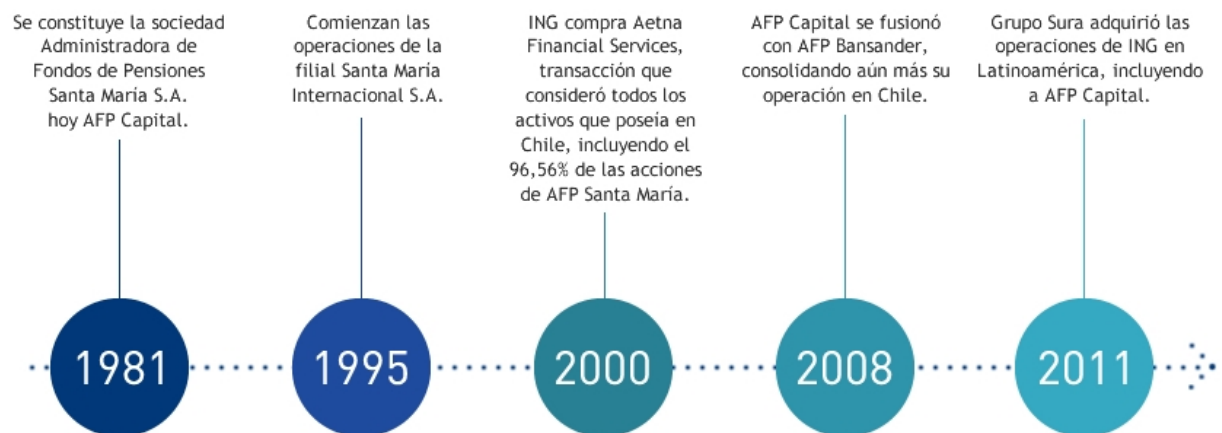 Se constituye la sociedad
Administradora de
Fondos de Pensiones
Santa María S.A.
hoy AFP Capital.
Comienzan las
operaciones de la
filial Santa María
Internacional S.A.
ING compra Aetna
Financial Services,
transacción que
consideró todos los
activos que poseía en
Chile, incluyendo el
96,56% de las acciones
de AFP Santa María.
AFP Capital se fusionó
con AFP Bansander,
consolidando aún más su
operación en Chile.
Grupo Sura adquirió las
operaciones de ING en
Latinoamérica, incluyendo
a AFP Capital.
1981
1995
2000
2008
2011